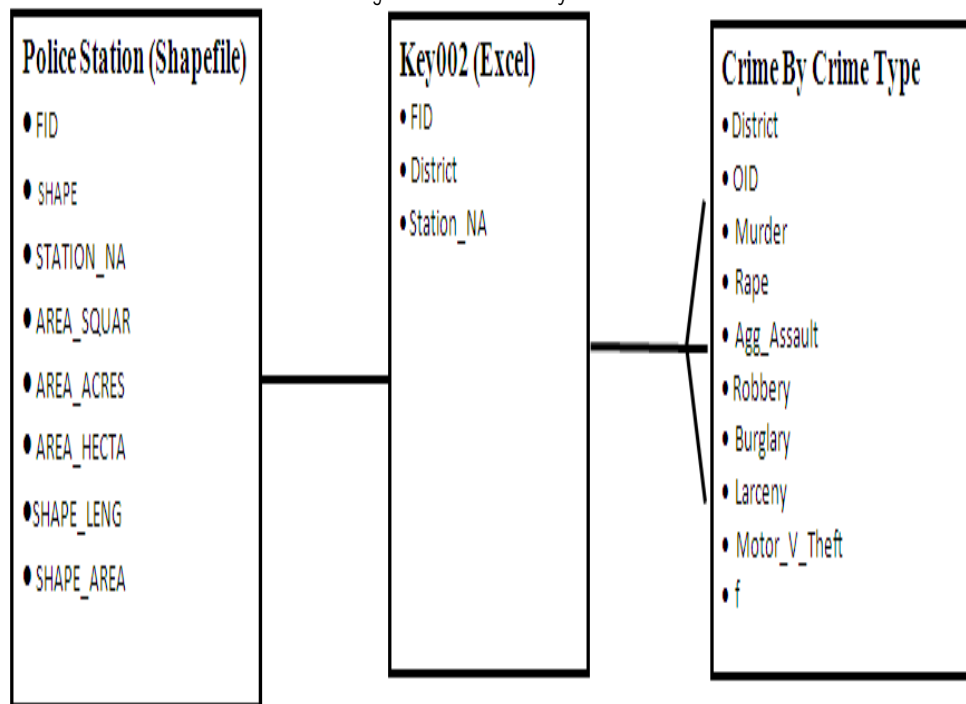 Police Station (Shapefile)
• FID
• SHAPE
• STATION_NA
• AREA_SQUAR
• AREA_ACRES
• AREA_HECTA
•SHAPE_LENG
• SHAPE_AREA
Key002 (Excel)
• FID
• District
•Station_NA
Crime By Crime Type
• District
• OID
• Murder
• Rape
• Agg_Assault
• Robbery
• Burglary
• Larceny
• Motor_V_Theft
• f